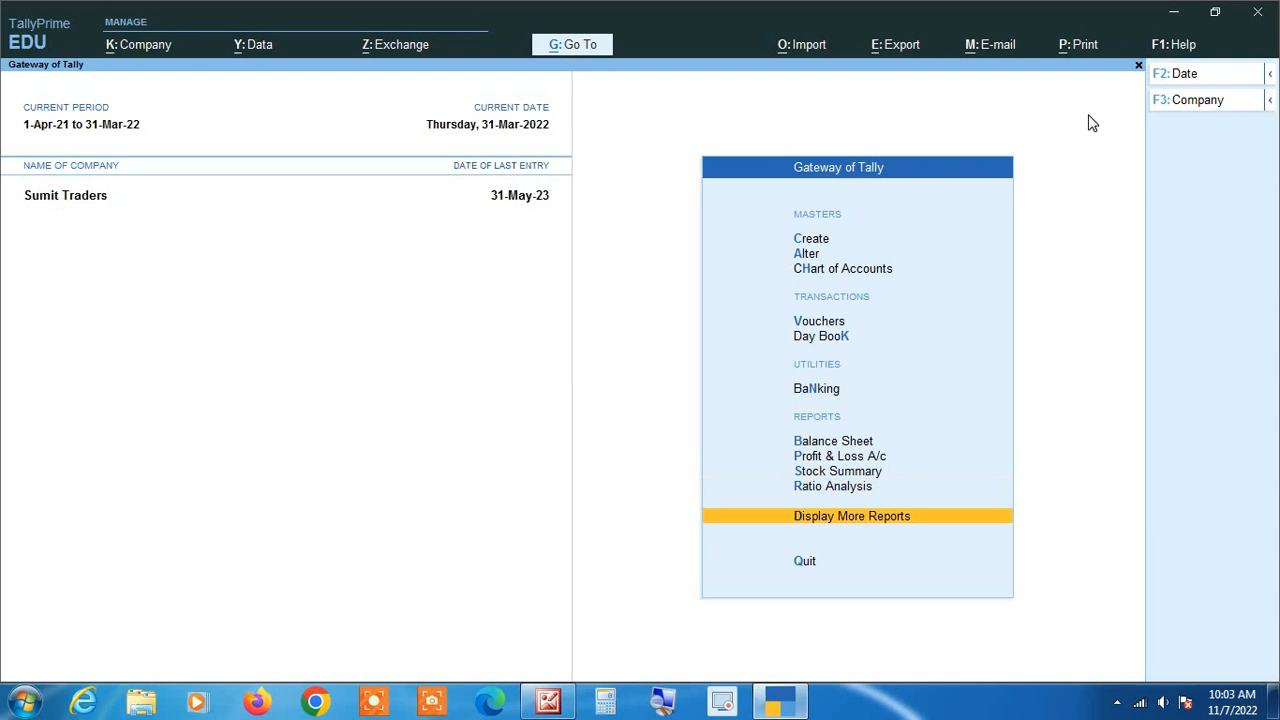 TallyPrime
EDU
MANAGE
K: Company
Y: Data
Z: Exchange
G: Go To
O: Import
E: Export
M: E-mail
P: Print
F1: Help
Gateway of Tally
F2: Date
F3: Company
CURRENT PERIOD
CURRENT DATE
1-Apr-21 to 31-Mar-22
Thursday, 31-Mar-2022
NAME OF COMPANY
DATE OF LAST ENTRY
Sumit Traders
31-May-23
Gateway of Tally
MASTERS
Create
Alter
CHart of Accounts
TRANSACTIONS
Vouchers
Day BooK
UTILITIES
BaNking
REPORTS
Balance Sheet
Profit & Loss A/c
Stock Summary
Ratio Analysis
Display More Reports
Quit
10:03 AM
11/7/2022